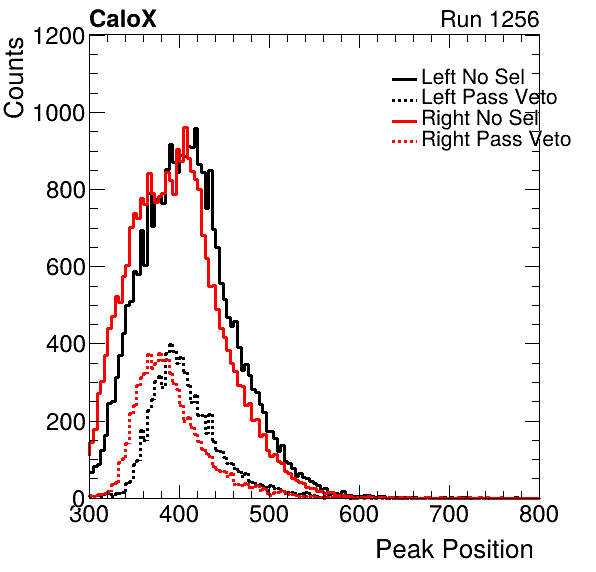 CaloX Run 1256
Counts
1200
1000
800
600
400
200
0
Left No Sel
Left Pass Veto
Right No Sel
Right Pass Veto
300 400 500 600 700 800
Peak Position